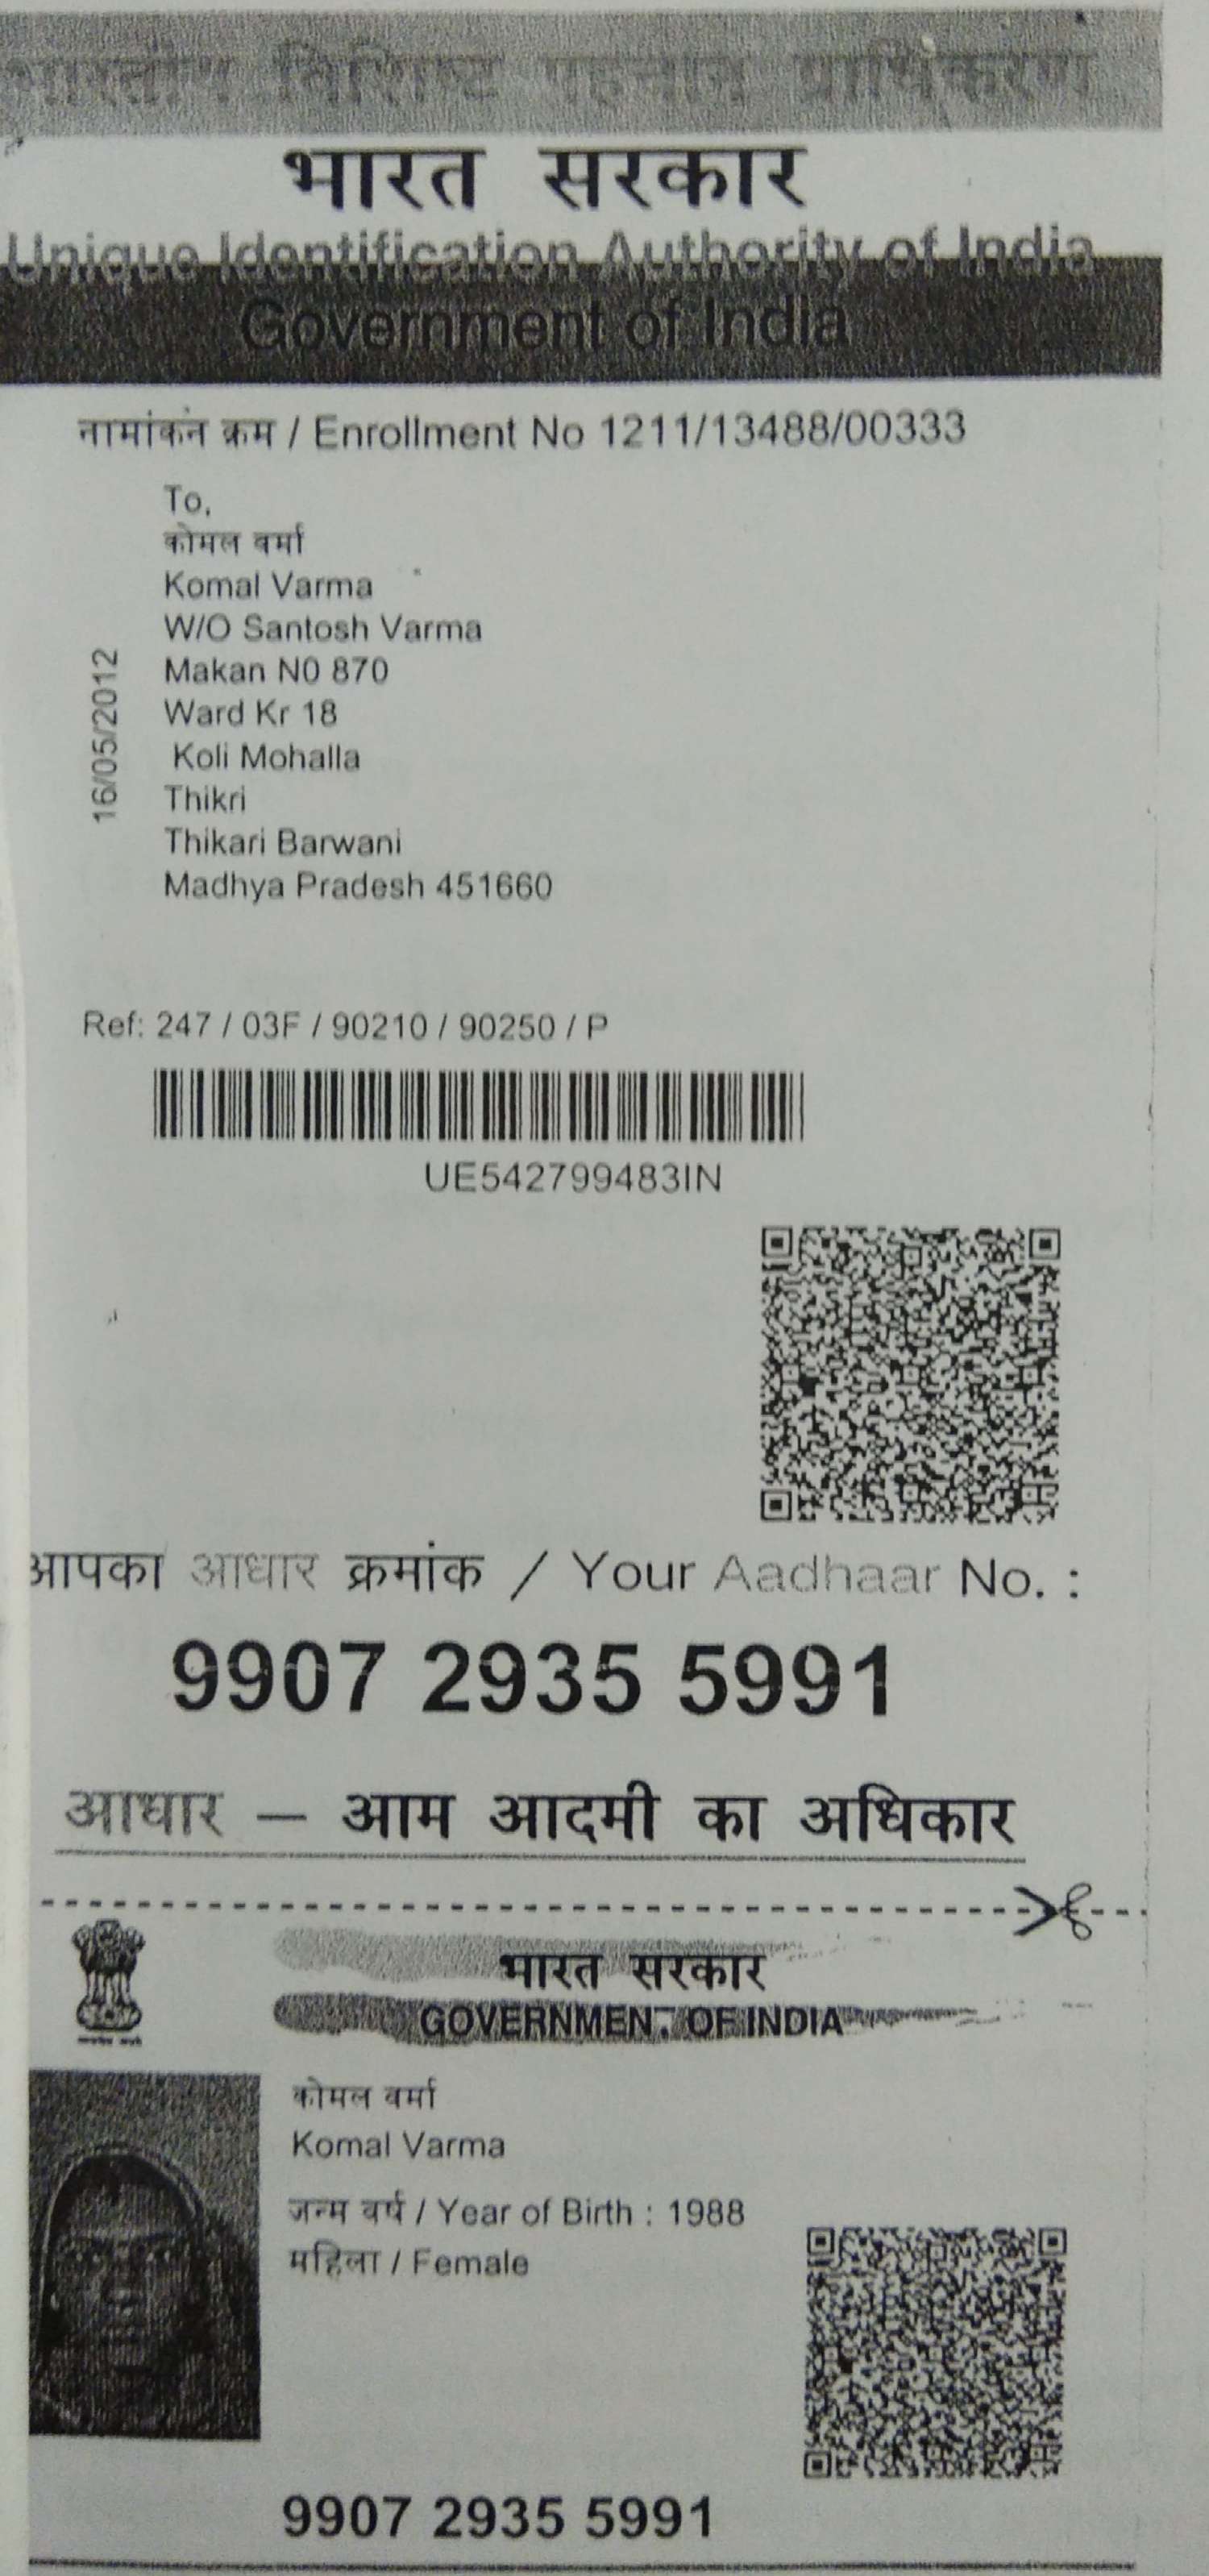 भारतीय विशिष्ट पहचान प्राधिकरण
भारत सरकार
Unique Identification Authority of India
Government of India
नामांकन क्रम / Enrollment No 1211/13488/00333
To,
कोमल वर्मा
Komal Varma
W/O Santosh Varma
Makan N0 870
Ward Kr 18
Koli Mohalla
Thikri
Thikari Barwani
Madhya Pradesh 451660
16/05/2012
Ref: 247 / 03F / 90210 / 90250 / P
UE542799483IN
आपका आधार क्रमांक / Your Aadhaar No. :
9907 2935 5991
आधार – आम आदमी का अधिकार
भारत सरकार
GOVERNMENT OF INDIA
कोमल वर्मा
Komal Varma
जन्म वर्ष / Year of Birth : 1988
महिला / Female
9907 2935 5991